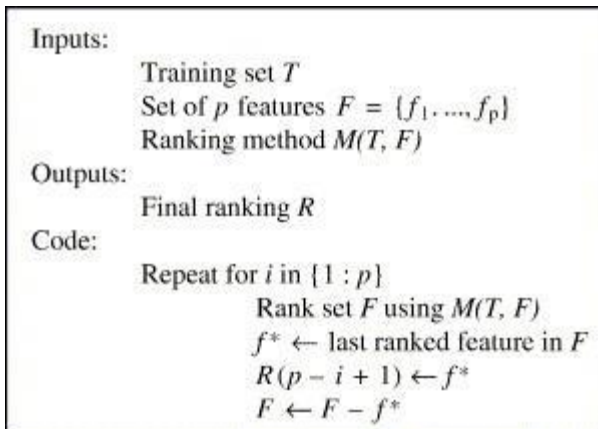 Inputs:
Training set T
Set of p features F = {f₁. ...., fₚ}
Ranking method M(T, F)
Outputs:
Final ranking R
Code:
Repeat for i in {1 : p}
Rank set F using M(T, F)
f* ← last ranked feature in F
R(p – i + 1) ← f*
F ← F – f*